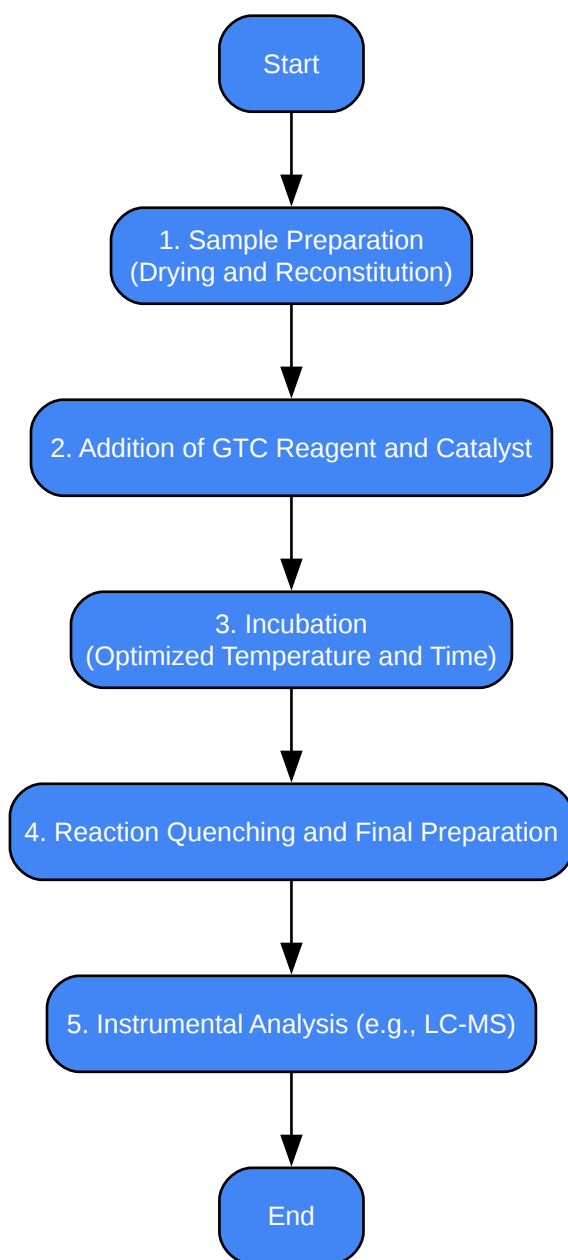 Start
1. Sample Preparation
(Drying and Reconstitution)
2. Addition of GTC Reagent and Catalyst
3. Incubation
(Optimized Temperature and Time)
4. Reaction Quenching and Final Preparation
5. Instrumental Analysis (e.g., LC-MS)
End